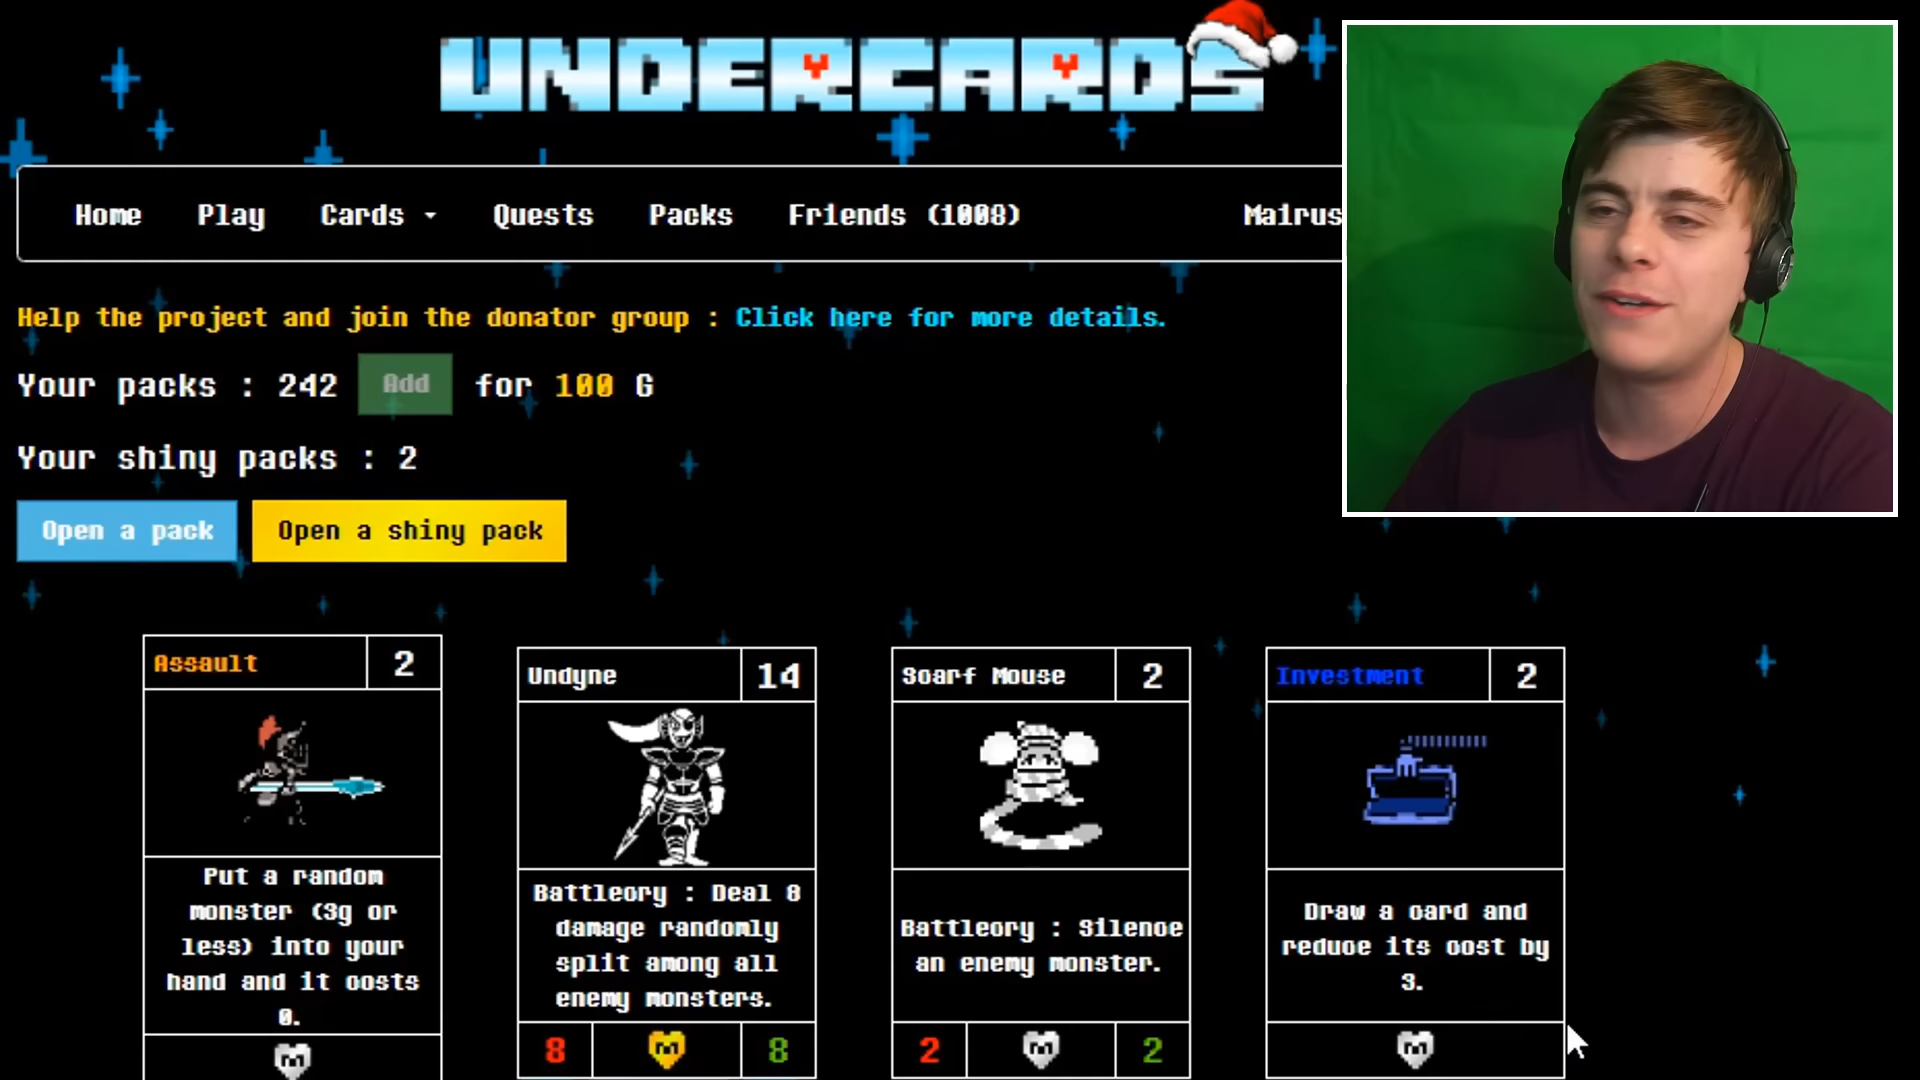 UNDERCARDS
Home Play Cards Quests Packs Friends (1008) Mairus
Help the project and join the donator group : Click here for more details.
Your packs : 242 Add for 100 G
Your shiny packs : 2
Open a pack Open a shiny pack
Assault 2
Put a random
monster (3g or
less) into your
hand and it costs
0.
Undyne 14
Battlecry : Deal 8
damage randomly
split among all
enemy monsters.
8 8
Scarf Mouse 2
Battlecry : Silence
an enemy monster.
2 2
Investment 2
Draw a card and
reduce its cost by
3.